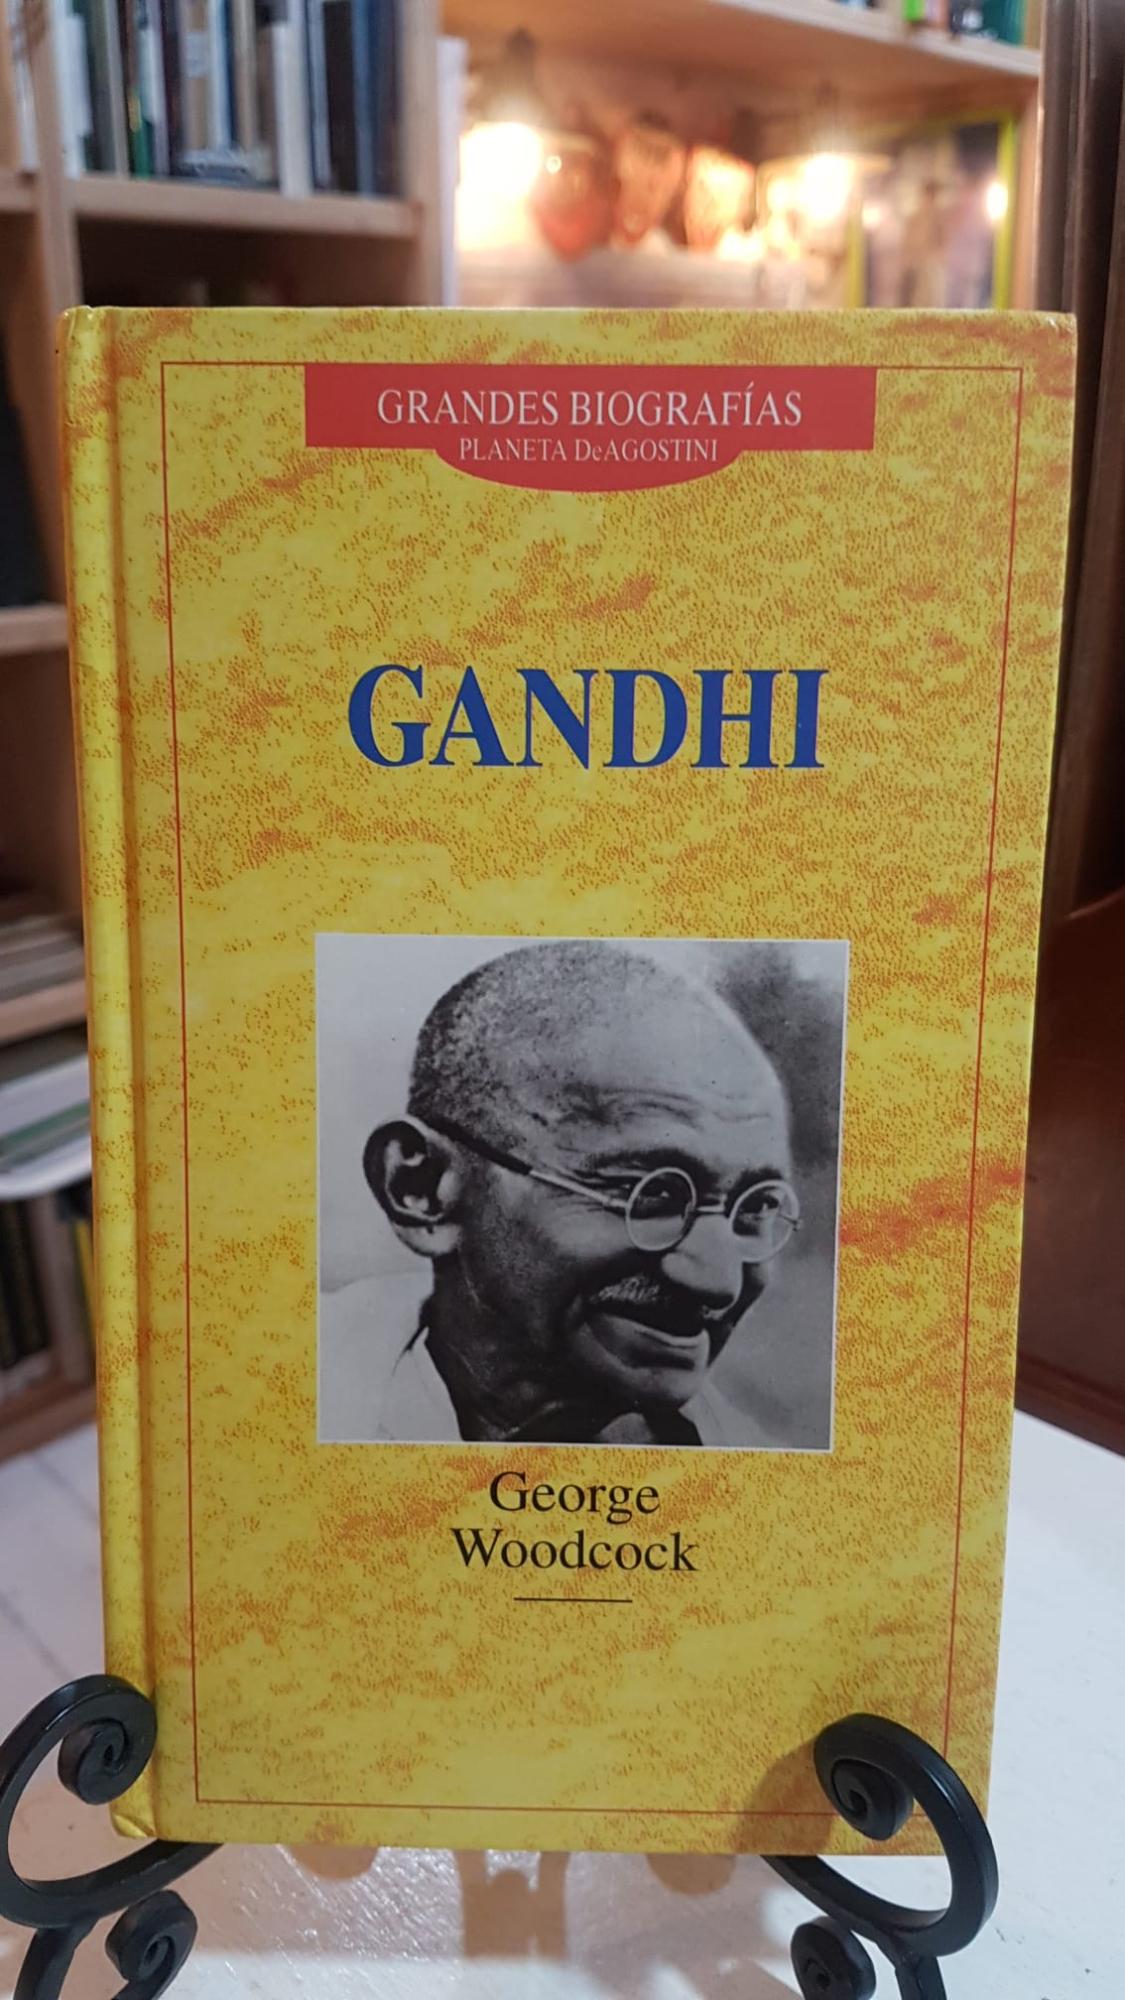 GRANDES BIOGRAFÍAS
PLANETA DeAGOSTINI
GANDHI
George
Woodcock